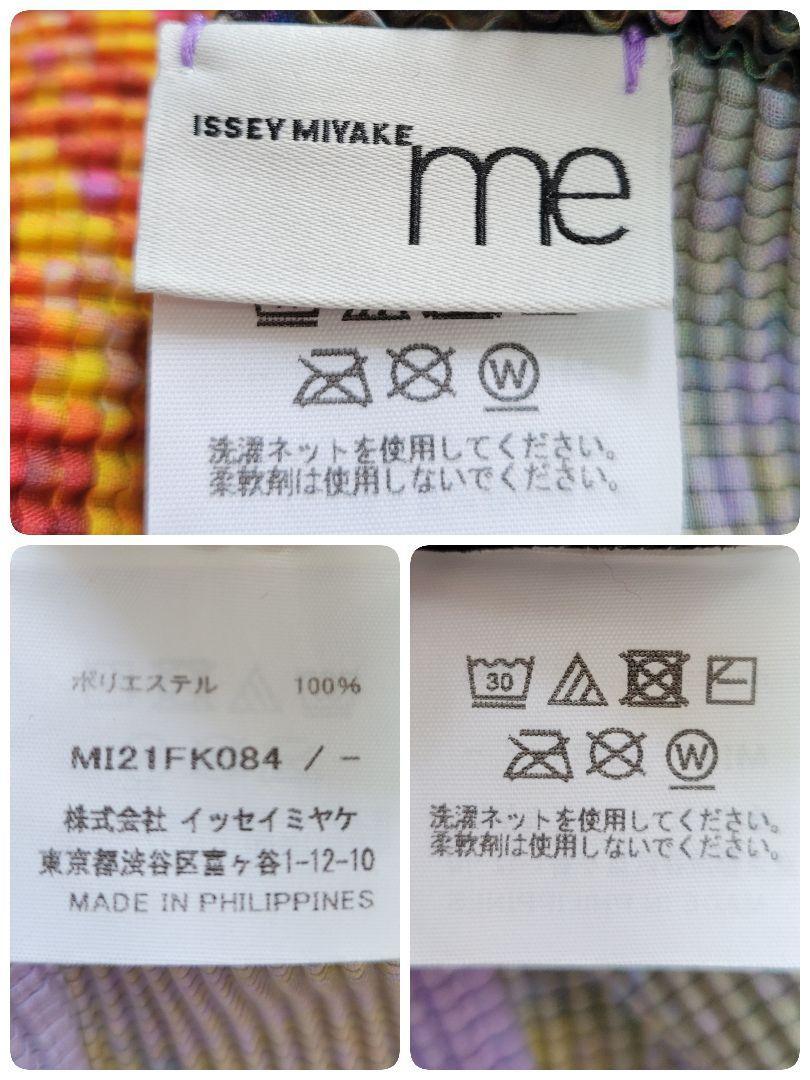 ISSEY MIYAKE
me
W
洗濯ネットを使用してください。
柔軟剤は使用しないでください。
ポリエステル 100%
MI21FK084 / -
株式会社 イッセイミヤケ
東京都渋谷区富ヶ谷1-12-10
MADE IN PHILIPPINES
30
W
洗濯ネットを使用してください。
柔軟剤は使用しないでください。